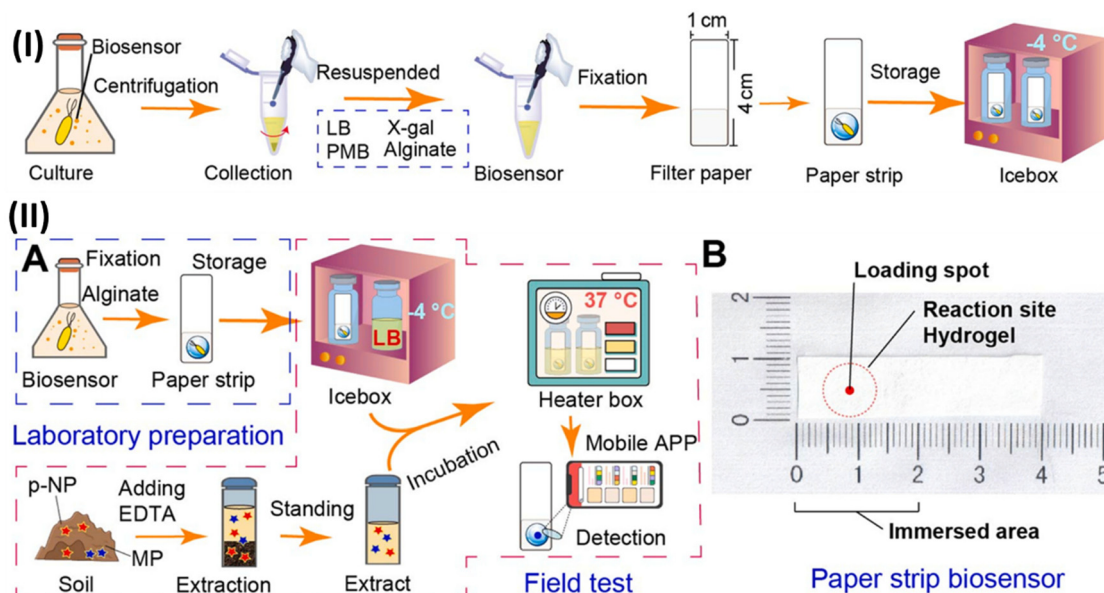 (I)
Biosensor
Centrifugation
Culture
Collection
Resuspended
LB X-gal
PMB Alginate
Biosensor
Fixation
1 cm
4 cm
Filter paper
Paper strip
Storage
-4 °C
Icebox
(II)
A
Fixation
Alginate
Biosensor
Storage
Paper strip
Laboratory preparation
-4 °C
LB
Icebox
37 °C
Heater box
Incubation
Mobile APP
Detection
p-NP
MP
Soil
Adding
EDTA
Extraction
Standing
Extract
Field test
B
Loading spot
Reaction site
Hydrogel
2
1
0
0 1 2 3 4 5
Immersed area
Paper strip biosensor